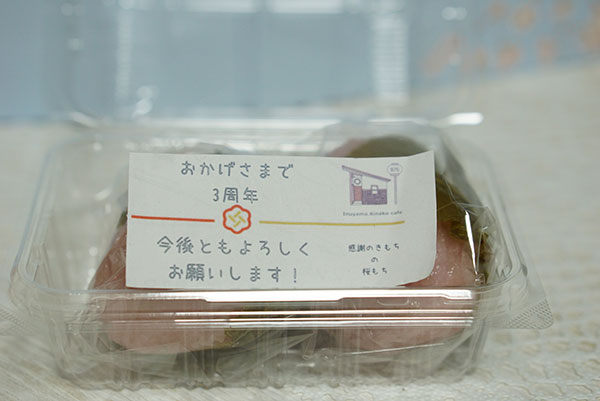 おかげさまで
3周年
今後ともよろしく
お願いします！
Inuyama Kinako cafe
感謝のきもち
の
桜もち